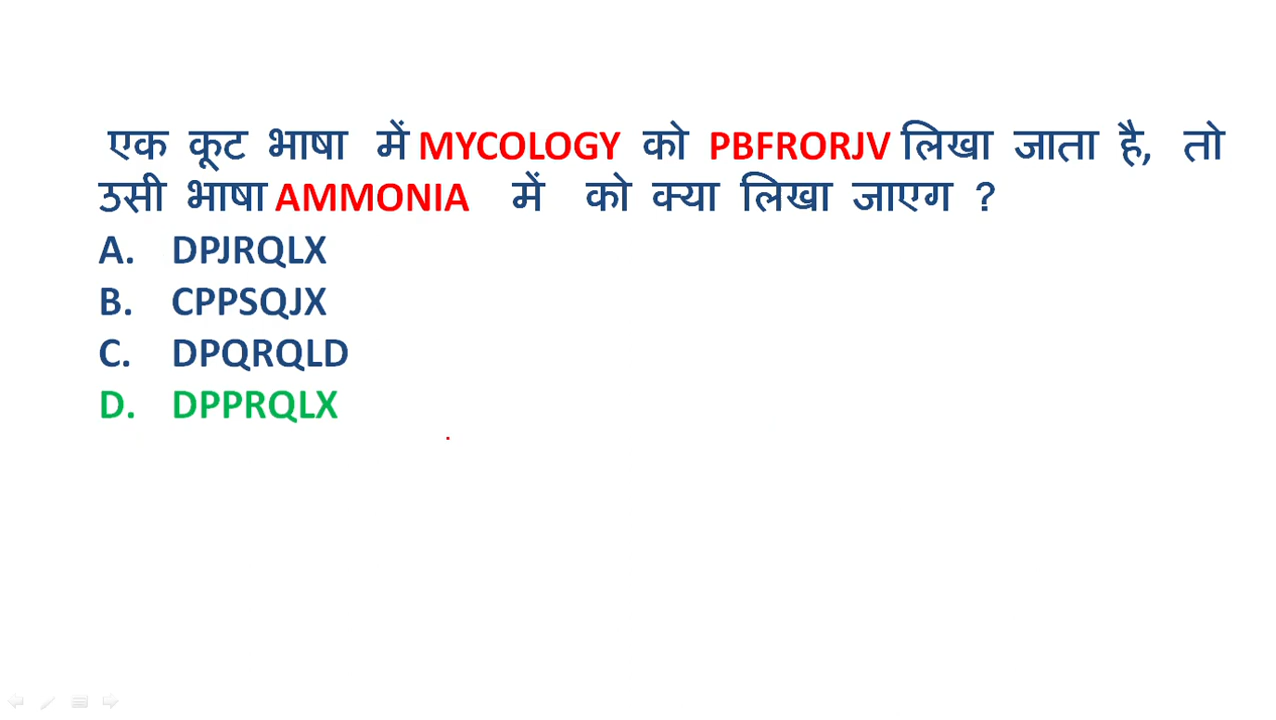 एक कूट भाषा में MYCOLOGY को PBFRORJV लिखा जाता है, तो
उसी भाषा AMMONIA में को क्या लिखा जाएग ?
A. DPJRQLX
B. CPPSQJX
C. DPQRQLD
D. DPPRQLX